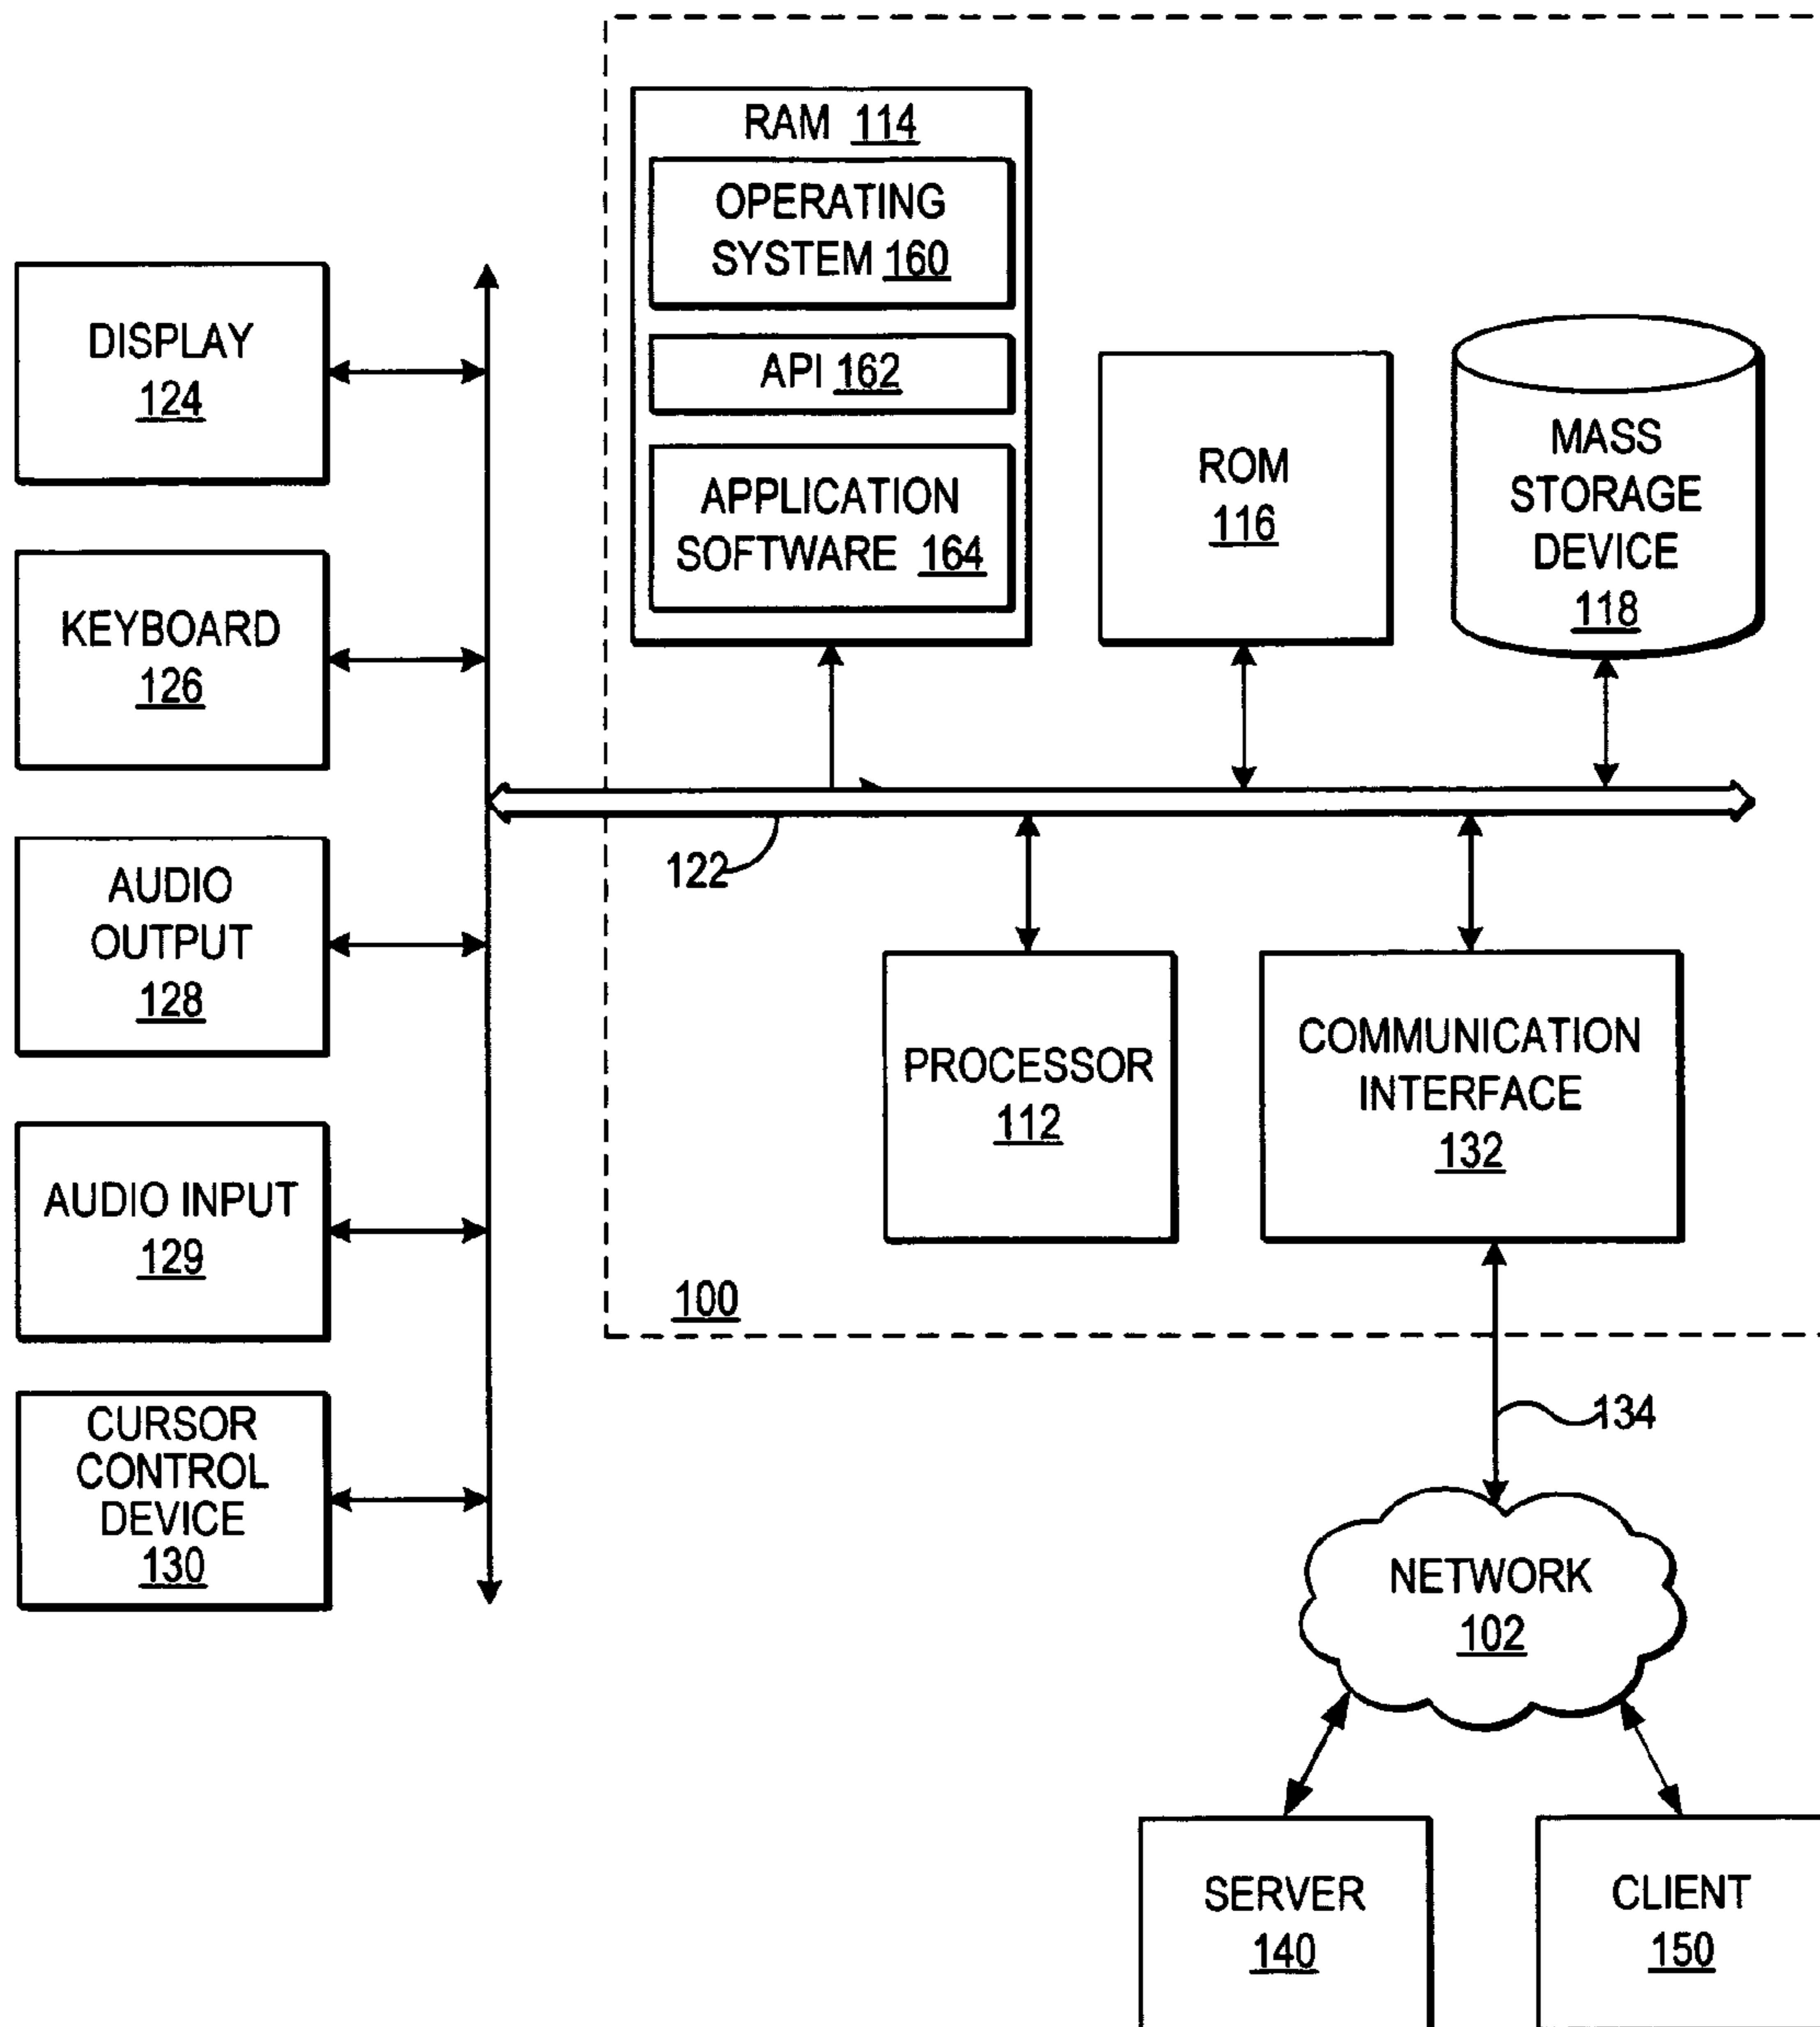 RAM 114
OPERATING
SYSTEM 160
API 162
APPLICATION
SOFTWARE 164
ROM
116
MASS
STORAGE
DEVICE
118
DISPLAY
124
KEYBOARD
126
AUDIO
OUTPUT
128
AUDIO INPUT
129
CURSOR
CONTROL
DEVICE
130
122
PROCESSOR
112
COMMUNICATION
INTERFACE
132
100
134
NETWORK
102
SERVER
140
CLIENT
150